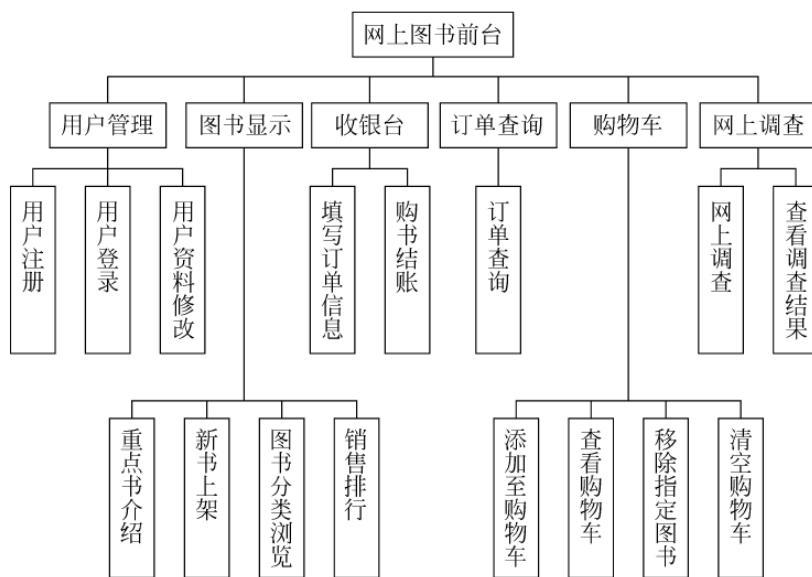 网上图书前台
用户管理
图书显示
收银台
订单查询
购物车
网上调查
用户注册
用户登录
用户资料修改
填写订单信息
购书结账
订单查询
网上调查
查看调查结果
重点书介绍
新书上架
图书分类浏览
销售排行
添加至购物车
查看购物车
移除指定图书
清空购物车